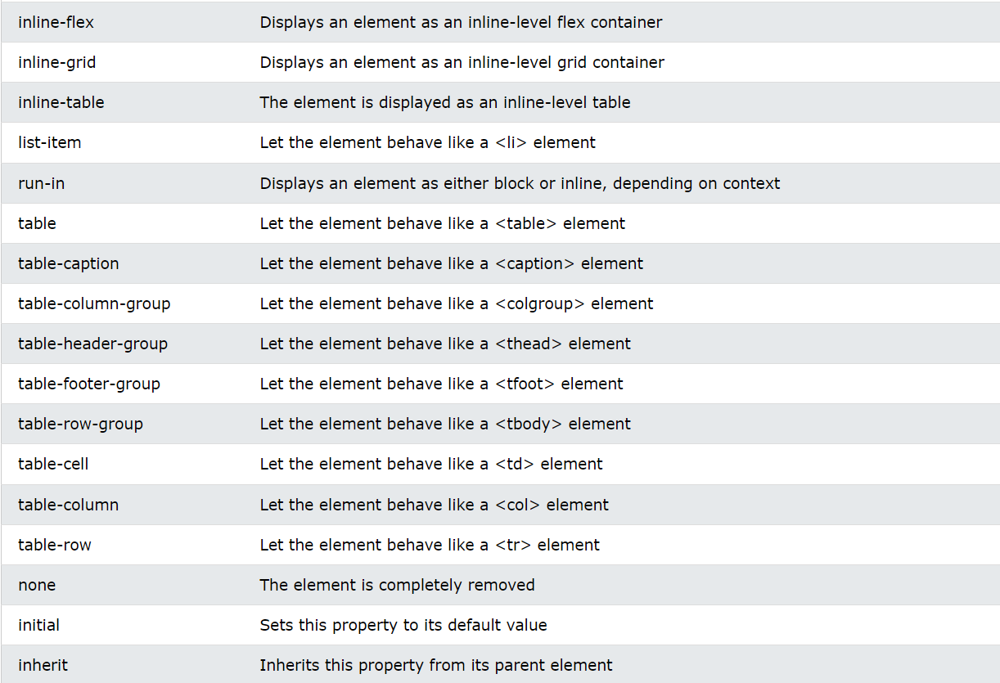 inline-flex Displays an element as an inline-level flex container
inline-grid Displays an element as an inline-level grid container
inline-table The element is displayed as an inline-level table
list-item Let the element behave like a <li> element
run-in Displays an element as either block or inline, depending on context
table Let the element behave like a <table> element
table-caption Let the element behave like a <caption> element
table-column-group Let the element behave like a <colgroup> element
table-header-group Let the element behave like a <thead> element
table-footer-group Let the element behave like a <tfoot> element
table-row-group Let the element behave like a <tbody> element
table-cell Let the element behave like a <td> element
table-column Let the element behave like a <col> element
table-row Let the element behave like a <tr> element
none The element is completely removed
initial Sets this property to its default value
inherit Inherits this property from its parent element